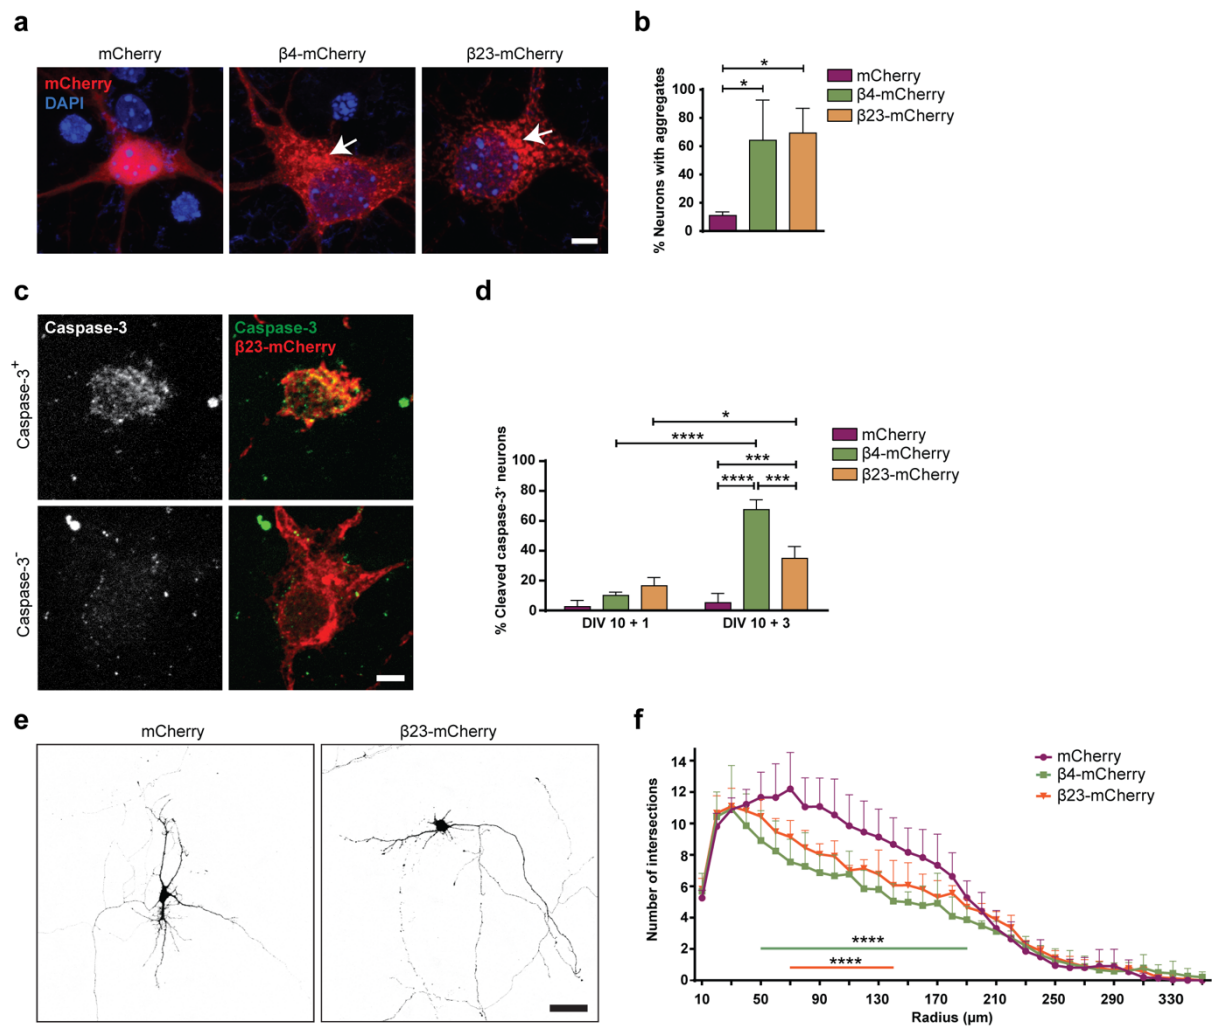 a
mCherry
β4-mCherry
β23-mCherry
mCherry
DAPI
b
* 
*
mCherry
β4-mCherry
β23-mCherry
% Neurons with aggregates
100
80
60
40
20
0
c
Caspase-3
Caspase-3
β23-mCherry
Caspase-3⁺
Caspase-3⁻
d
*
****
***
**** ***
mCherry
β4-mCherry
β23-mCherry
% Cleaved caspase-3⁺ neurons
100
80
60
40
20
0
DIV 10 + 1 DIV 10 + 3
e
mCherry
β23-mCherry
f
mCherry
β4-mCherry
β23-mCherry
Number of intersections
14
12
10
8
6
4
2
0
****
****
10 50 90 130 170 210 250 290 330
Radius (μm)